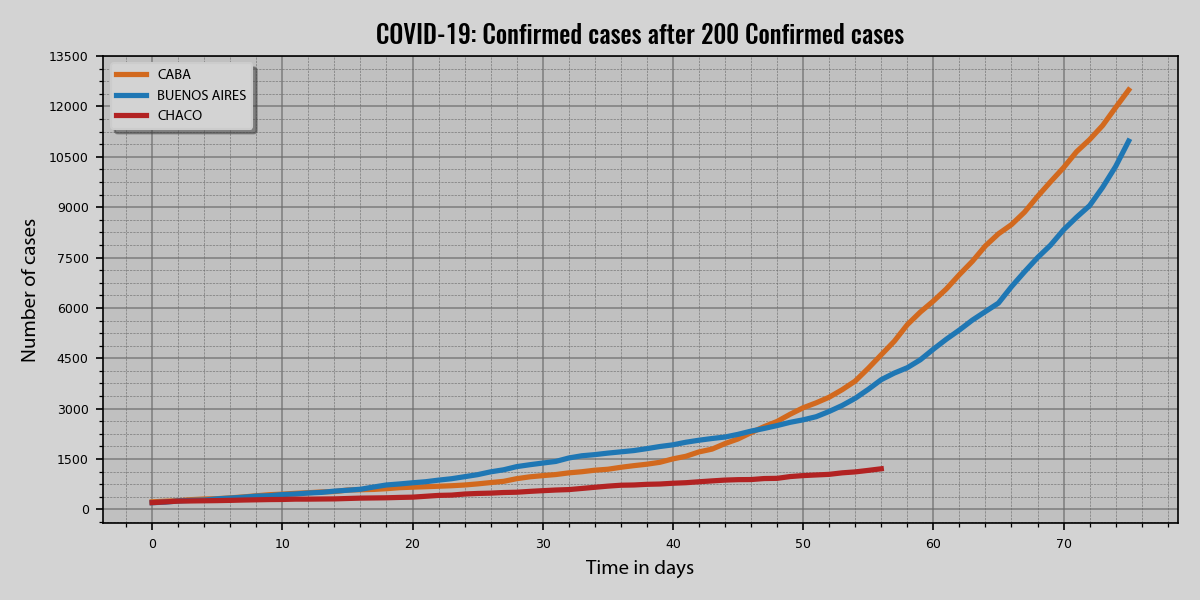 COVID-19: Confirmed cases after 200 Confirmed cases
CABA
BUENOS AIRES
CHACO
Number of cases
13500
12000
10500
9000
7500
6000
4500
3000
1500
0
0 10 20 30 40 50 60 70
Time in days